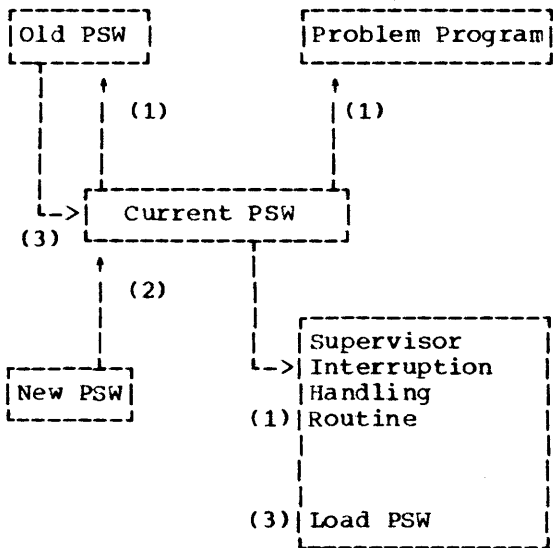 Old PSW
Problem Program
(1)
(1)
Current PSW
(3)
(2)
New PSW
Supervisor
Interruption
Handling
(1) Routine
(3) Load PSW